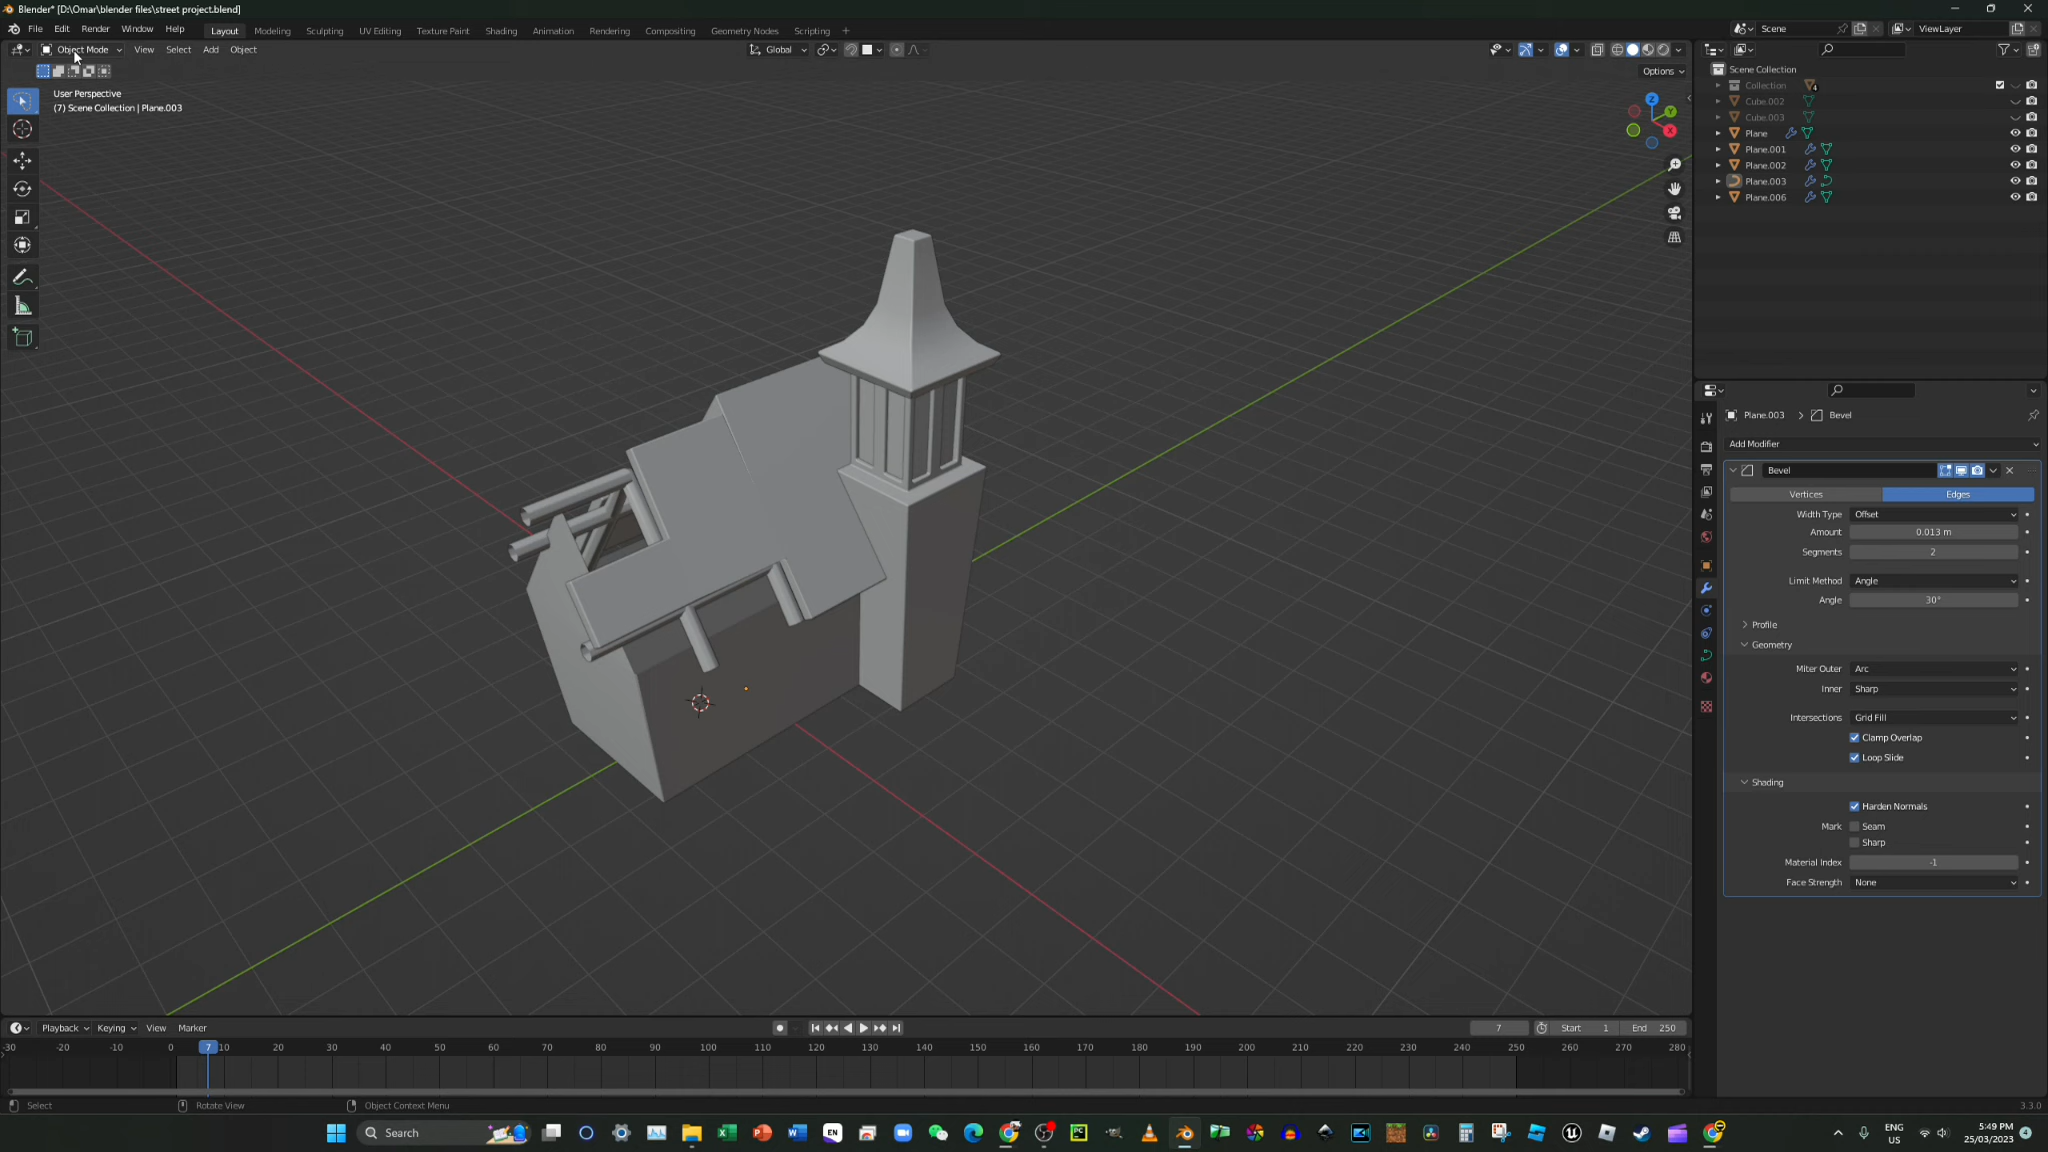 Blender* [D:\Omar\blender files\street project.blend]
File Edit Render Window Help Layout Modeling Sculpting UV Editing Texture Paint Shading Animation Rendering Compositing Geometry Nodes Scripting + Scene ViewLayer
Object Mode View Select Add Object Global
Options
User Perspective
(7) Scene Collection | Plane.003
Z
Y
X
Scene Collection
Collection 4
Cube.002
Cube.003
Plane
Plane.001
Plane.002
Plane.003
Plane.006
Plane.003 > Bevel
Add Modifier
Bevel
Vertices Edges
Width Type Offset
Amount 0.013 m
Segments 2
Limit Method Angle
Angle 30°
Profile
Geometry
Miter Outer Arc
Inner Sharp
Intersections Grid Fill
Clamp Overlap
Loop Slide
Shading
Harden Normals
Mark Seam
Sharp
Material Index -1
Face Strength None
Playback Keying View Marker 7 Start 1 End 250
-30 -20 -10 0 7 10 20 30 40 50 60 70 80 90 100 110 120 130 140 150 160 170 180 190 200 210 220 230 240 250 260 270 280
Select Rotate View Object Context Menu 3.3.0
Search
EN
PC
ENG
US
5:49 PM
25/03/2023
4